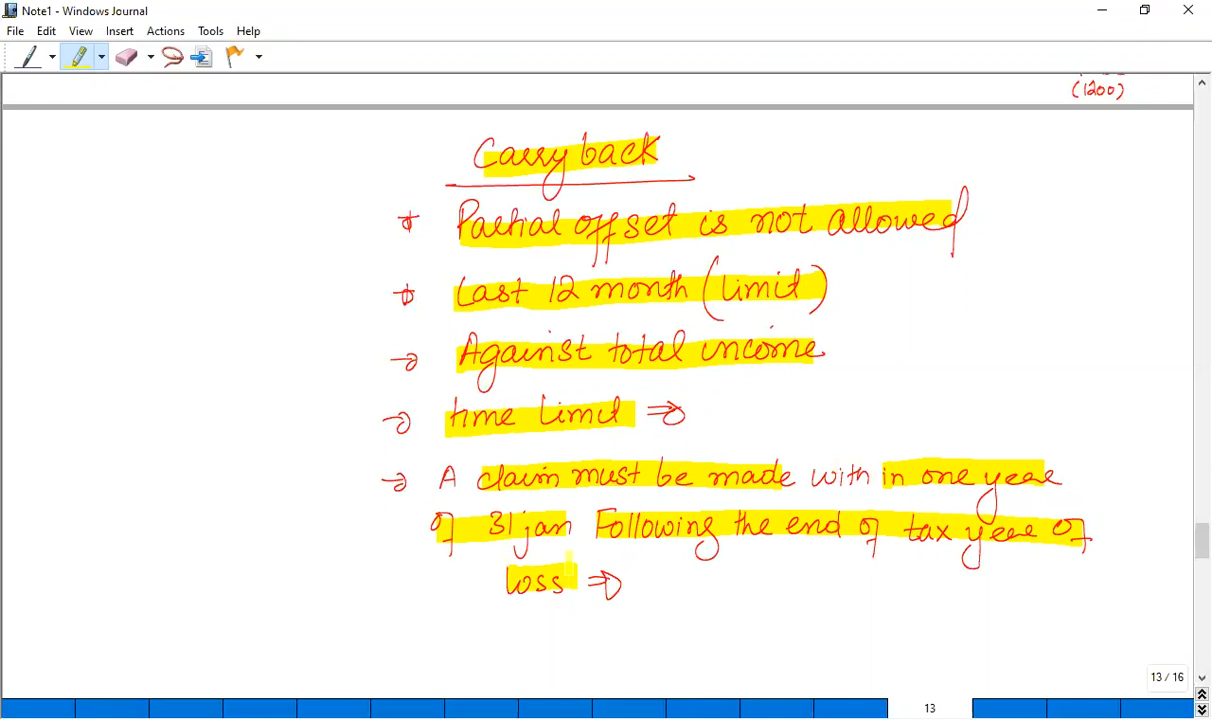 Note1 - Windows Journal
File Edit View Insert Actions Tools Help
(1200)
Carry back
* Partial offset is not allowed
* Last 12 month (limit)
→ Against total income
→ time limit ⇒
→ A claim must be made with in one year
of 31 jan Following the end of tax year of
loss ⇒
13 / 16
13